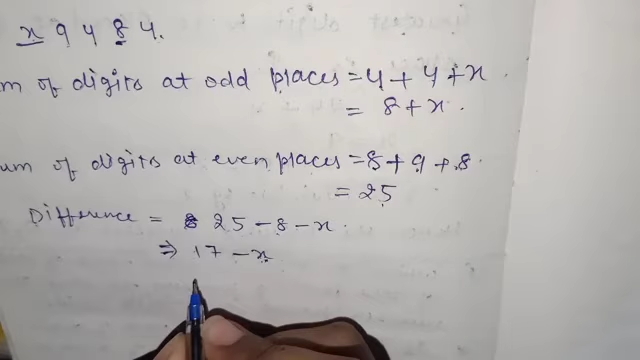 x 9 4 8 4.
m of digits at odd places = 4 + 4 + x
= 8 + x.
um of digits at even places = 8 + 9 + 8.
= 25
Difference = 25 - 8 - x.
⇒ 17 - x.